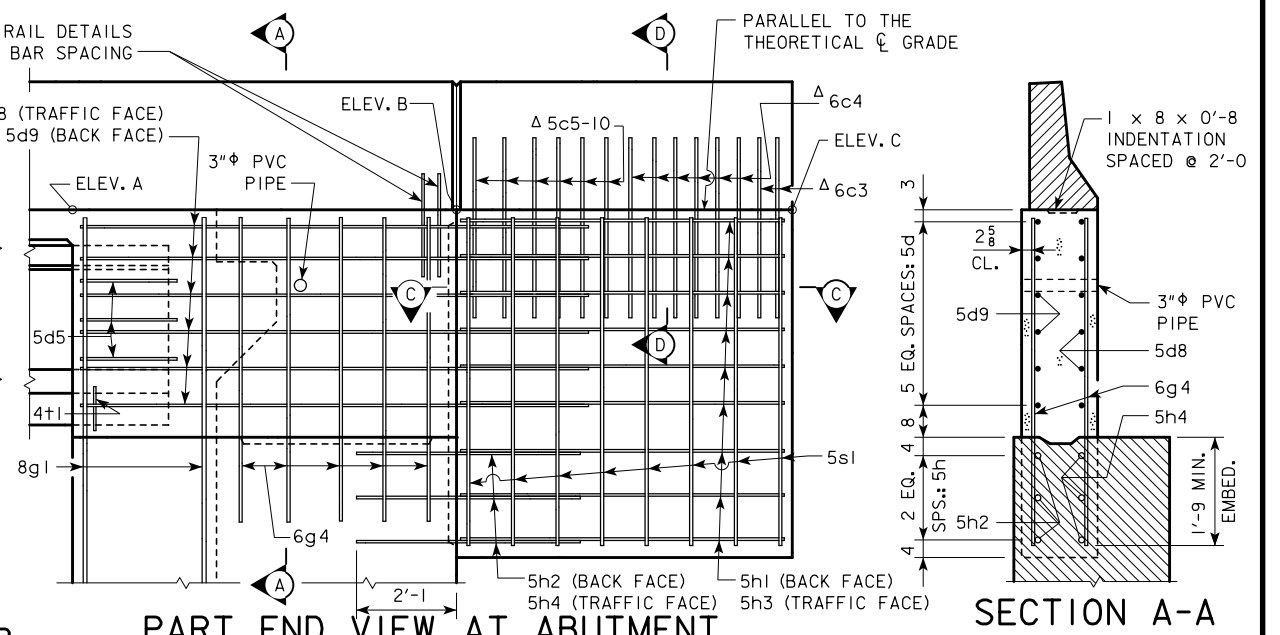 RAIL DETAILS
BAR SPACING
A
D
PARALLEL TO THE
THEORETICAL ℄ GRADE
8 (TRAFFIC FACE)
5d9 (BACK FACE)
ELEV. B
Δ 5c5-10
Δ 6c4
ELEV. C
Δ 6c3
3"ϕ PVC
PIPE
ELEV. A
5d5
4t1
8g1
6g4
C
C
D
A
5s1
2'-1
5h2 (BACK FACE)
5h4 (TRAFFIC FACE)
5h1 (BACK FACE)
5h3 (TRAFFIC FACE)
PART END VIEW AT ABUTMENT
1 x 8 x 0'-8
INDENTATION
SPACED @ 2'-0
3
2 5/8
CL.
5 EQ. SPACES: 5d
3"ϕ PVC
PIPE
5d9
5d8
6g4
5h4
8
4
2 EQ.
SPS.: 5h
4
5h2
1'-9 MIN.
EMBED.
SECTION A-A